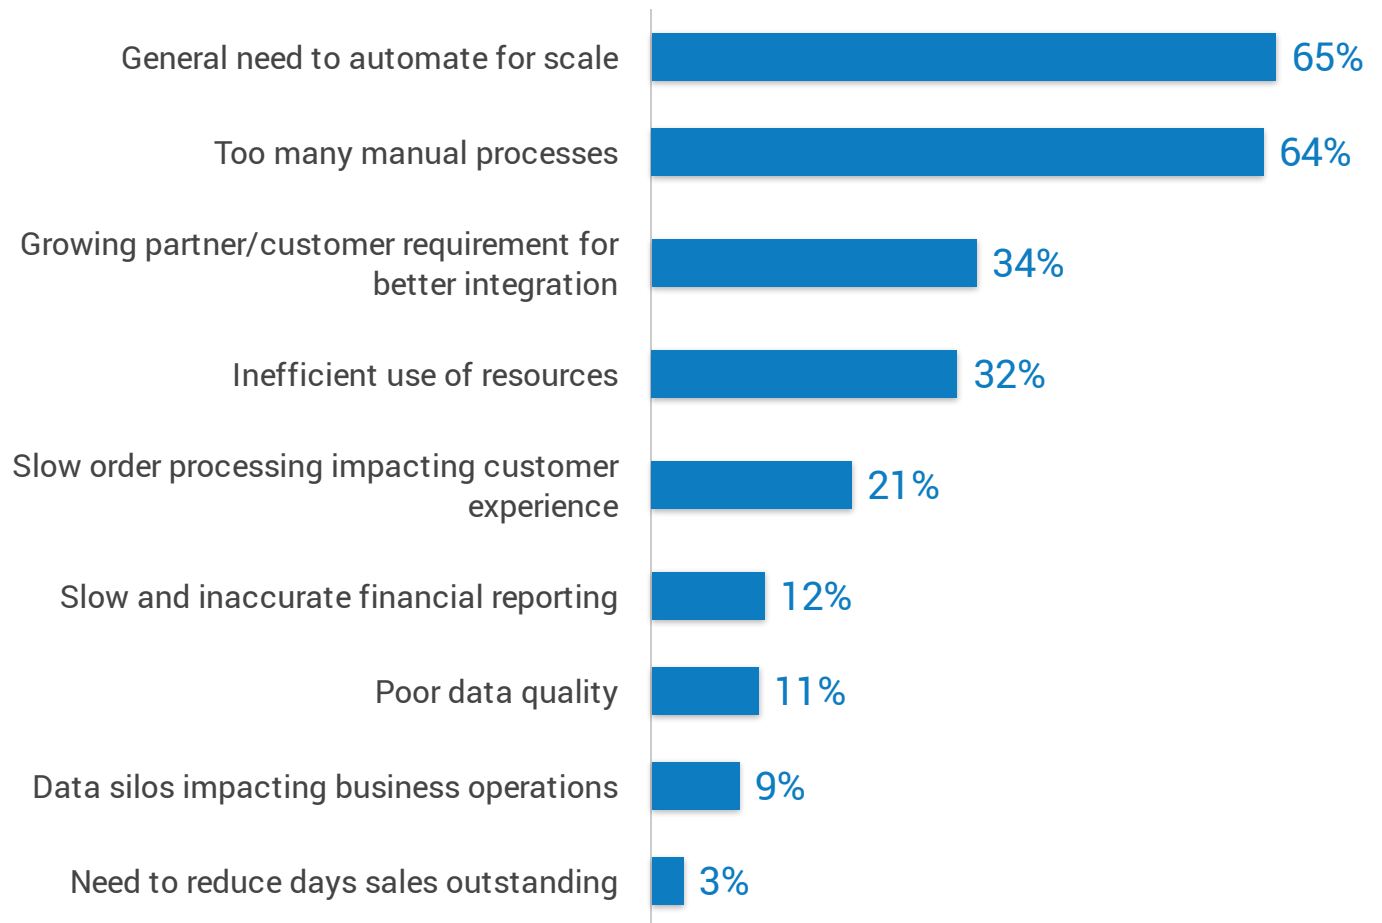 General need to automate for scale
65%
Too many manual processes
64%
Growing partner/customer requirement for
better integration
34%
Inefficient use of resources
32%
Slow order processing impacting customer
experience
21%
Slow and inaccurate financial reporting
12%
Poor data quality
11%
Data silos impacting business operations
9%
Need to reduce days sales outstanding
3%